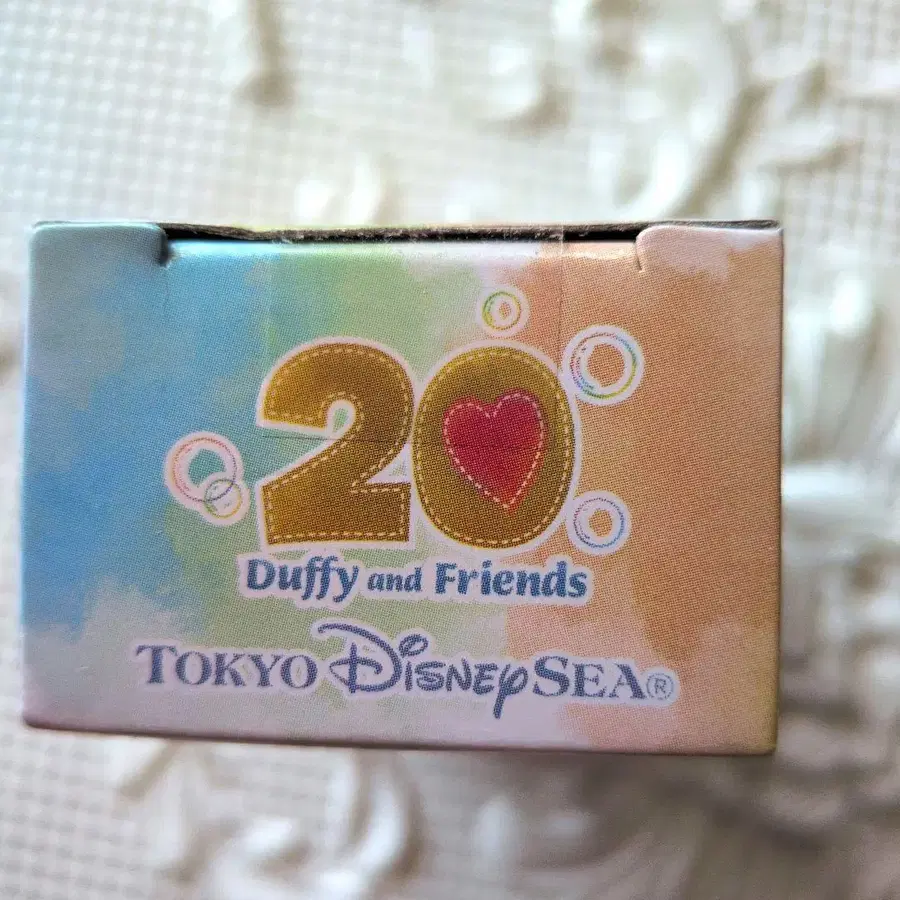 20
Duffy and Friends
TOKYO DISNEYSEA®